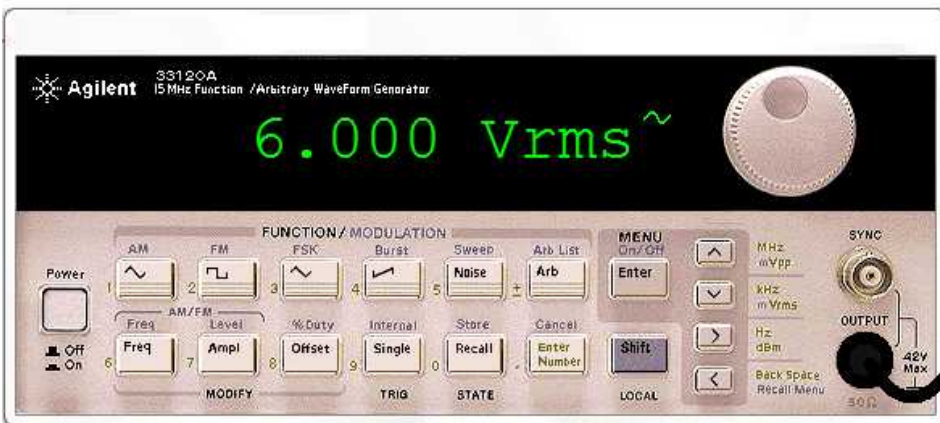 Agilent 33120A
15 MHz Function / Arbitrary WaveForm Generator
6.000 Vrms~
FUNCTION / MODULATION
AM FM FSK Burst Sweep Arb List
1 2 3 4 5 Noise ± Arb
MENU
On/Off
Enter
MHz
mVpp
kHz
mVrms
Hz
dBm
Back Space
Recall Menu
SYNC
OUTPUT
42V
Max
50Ω
Power
Off
On
AM/FM
Freq Level %Duty Internal Store Cancel
6 Freq 7 Ampl 8 Offset 9 Single 0 Recall . Enter
Number
Shift
MODIFY TRIG STATE LOCAL